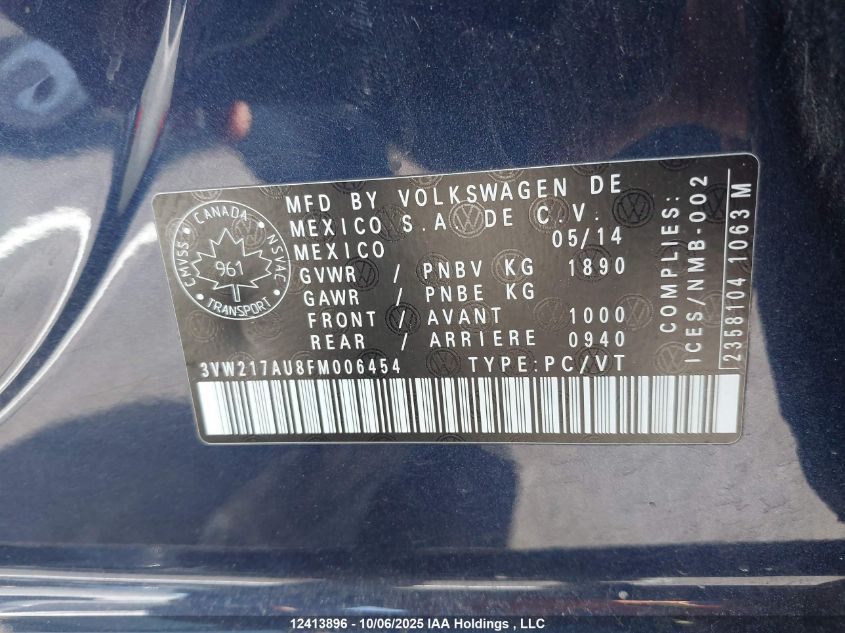 MFD BY VOLKSWAGEN DE
MEXICO S.A. DE C.V.
MEXICO 05/14
GVWR / PNBV KG 1890
GAWR / PNBE KG
FRONT / AVANT 1000
REAR / ARRIERE 0940
3VW217AU8FM006454 TYPE:PC/VT
CANADA
CMVSS NSVAC
961
TRANSPORT
COMPLIES:
ICES/NMB-002
2358104 1063 M
12413896 - 10/06/2025 IAA Holdings , LLC